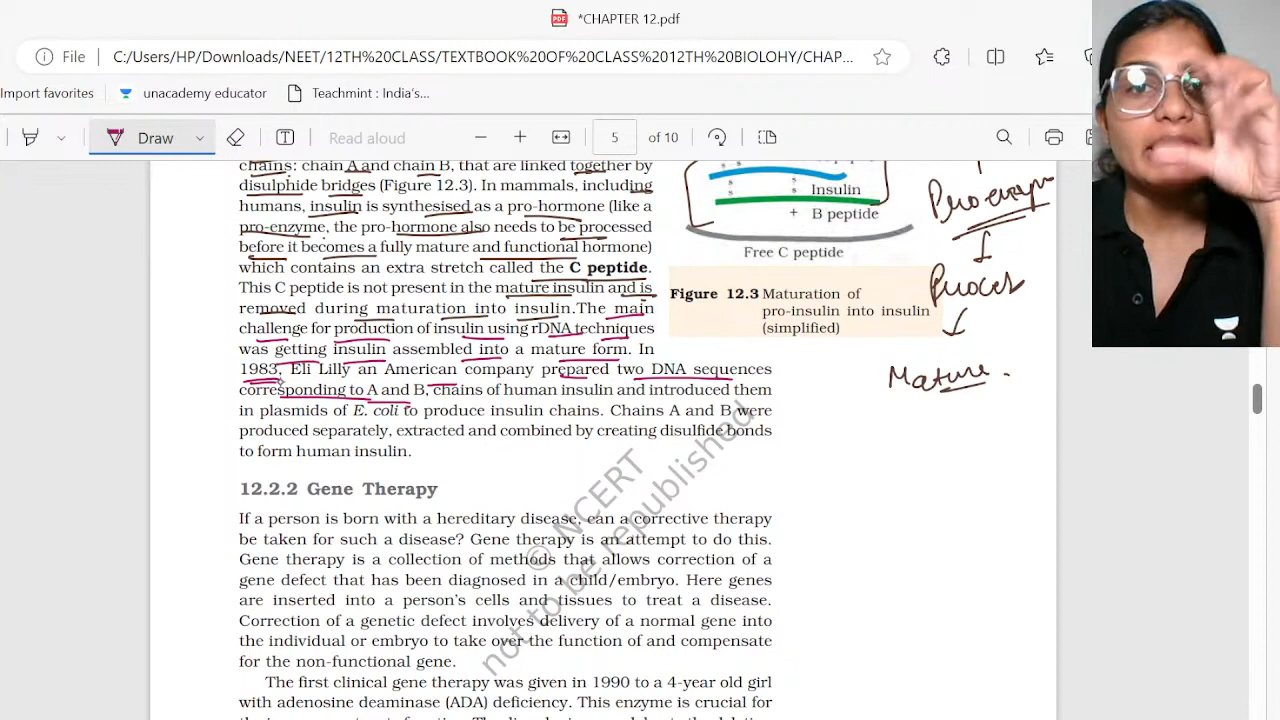 *CHAPTER 12.pdf
File C:/Users/HP/Downloads/NEET/12TH%20CLASS/TEXTBOOK%20OF%20CLASS%2012TH%20BIOLOHY/CHAP...
Import favorites unacademy educator Teachmint : India's...
Draw Read aloud 5 of 10
chains: chain A and chain B, that are linked together by
disulphide bridges (Figure 12.3). In mammals, including
humans, insulin is synthesised as a pro-hormone (like a
pro-enzyme, the pro-hormone also needs to be processed
before it becomes a fully mature and functional hormone)
which contains an extra stretch called the C peptide.
This C peptide is not present in the mature insulin and is
removed during maturation into insulin.The main
challenge for production of insulin using rDNA techniques
was getting insulin assembled into a mature form. In
1983, Eli Lilly an American company prepared two DNA sequences
corresponding to A and B, chains of human insulin and introduced them
in plasmids of E. coli to produce insulin chains. Chains A and B were
produced separately, extracted and combined by creating disulfide bonds
to form human insulin.
s s
s s Insulin
s s
+ B peptide
Free C peptide
Figure 12.3 Maturation of
pro-insulin into insulin
(simplified)
Process
Mature
12.2.2 Gene Therapy
If a person is born with a hereditary disease, can a corrective therapy
be taken for such a disease? Gene therapy is an attempt to do this.
Gene therapy is a collection of methods that allows correction of a
gene defect that has been diagnosed in a child/embryo. Here genes
are inserted into a person's cells and tissues to treat a disease.
Correction of a genetic defect involves delivery of a normal gene into
the individual or embryo to take over the function of and compensate
for the non-functional gene.
The first clinical gene therapy was given in 1990 to a 4-year old girl
with adenosine deaminase (ADA) deficiency. This enzyme is crucial for
© NCERT
not to be republished